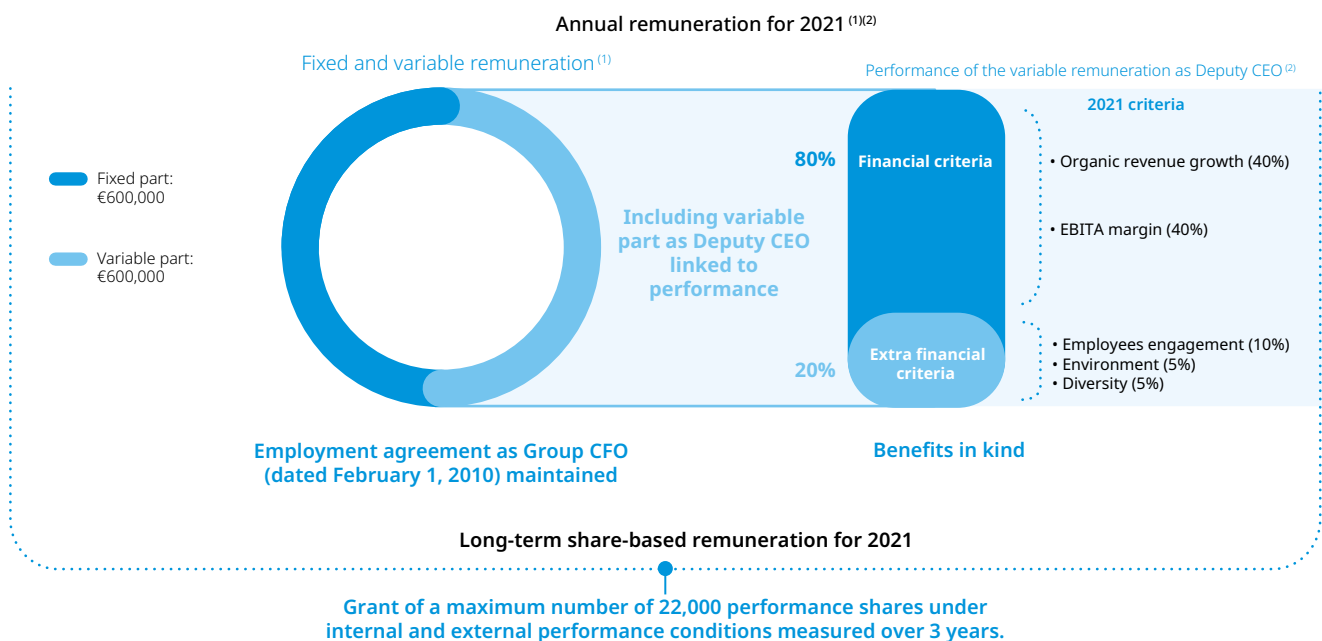 Annual remuneration for 2021 (1)(2)
Fixed and variable remuneration (1)
Performance of the variable remuneration as Deputy CEO (2)
2021 criteria
Fixed part:
€600,000
Variable part:
€600,000
Including variable
part as Deputy CEO
linked to
performance
80%
Financial criteria
• Organic revenue growth (40%)
• EBITA margin (40%)
20%
Extra financial
criteria
• Employees engagement (10%)
• Environment (5%)
• Diversity (5%)
Employment agreement as Group CFO
(dated February 1, 2010) maintained
Benefits in kind
Long-term share-based remuneration for 2021
Grant of a maximum number of 22,000 performance shares under
internal and external performance conditions measured over 3 years.